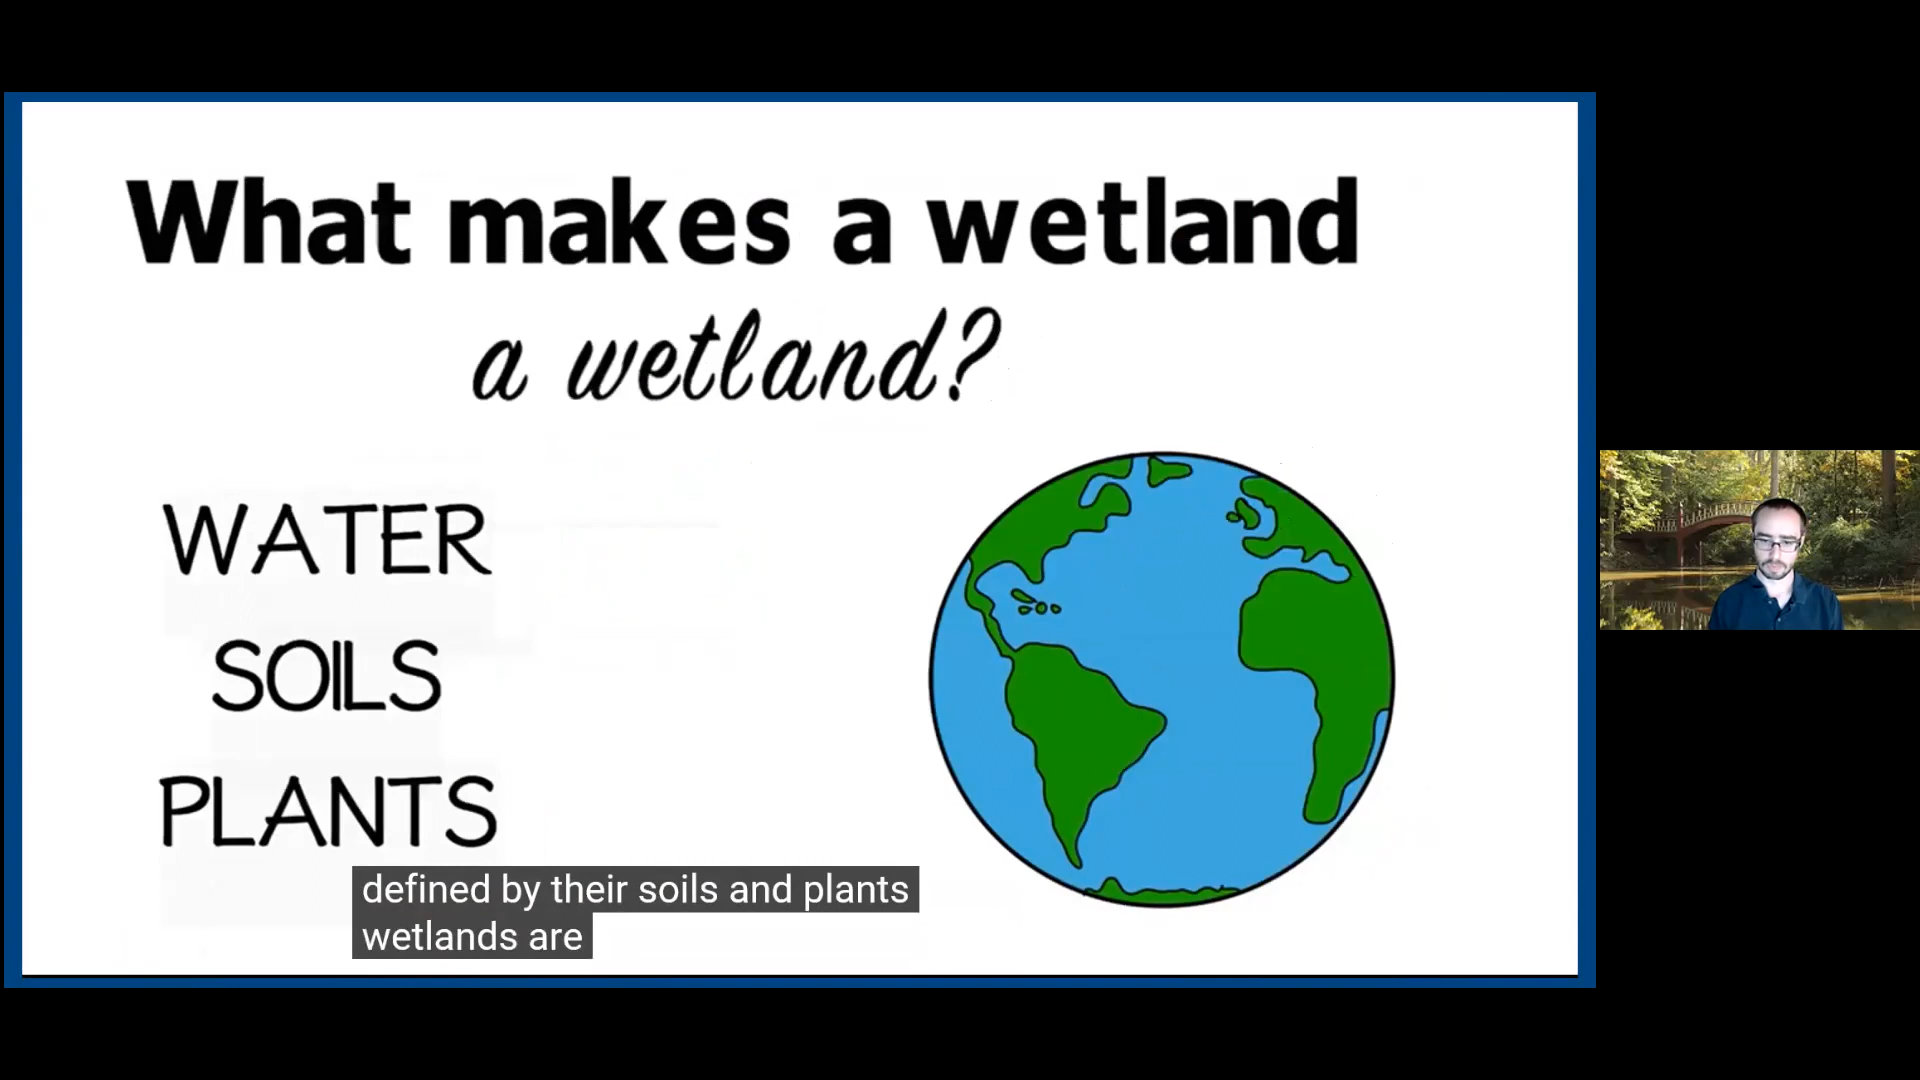 What makes a wetland
a wetland?
WATER
SOILS
PLANTS
defined by their soils and plants
wetlands are